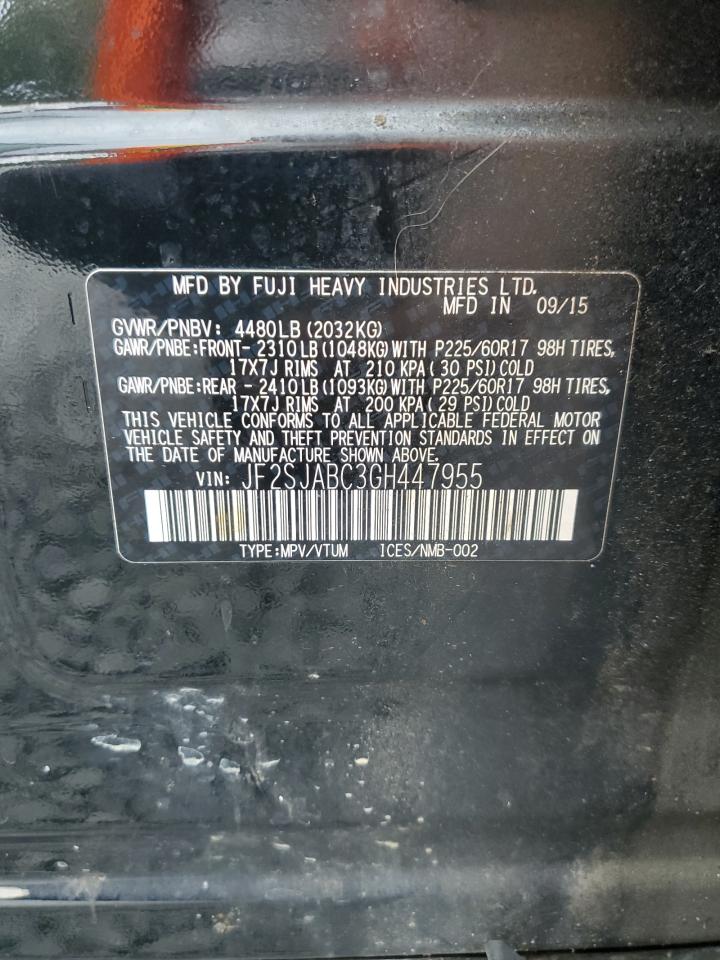 MFD BY FUJI HEAVY INDUSTRIES LTD.
MFD IN 09/15
GVWR/PNBV: 4480LB(2032KG)
GAWR/PNBE:FRONT- 2310LB(1048KG)WITH P225/60R17 98H TIRES,
17X7J RIMS AT 210 KPA( 30 PSI)COLD
GAWR/PNBE:REAR - 2410LB(1093KG)WITH P225/60R17 98H TIRES,
17X7J RIMS AT 200 KPA( 29 PSI)COLD
THIS VEHICLE CONFORMS TO ALL APPLICABLE FEDERAL MOTOR
VEHICLE SAFETY AND THEFT PREVENTION STANDARDS IN EFFECT ON
THE DATE OF MANUFACTURE SHOWN ABOVE.
VIN: JF2SJABC3GH447955
TYPE:MPV/VTUM ICES/NMB-002